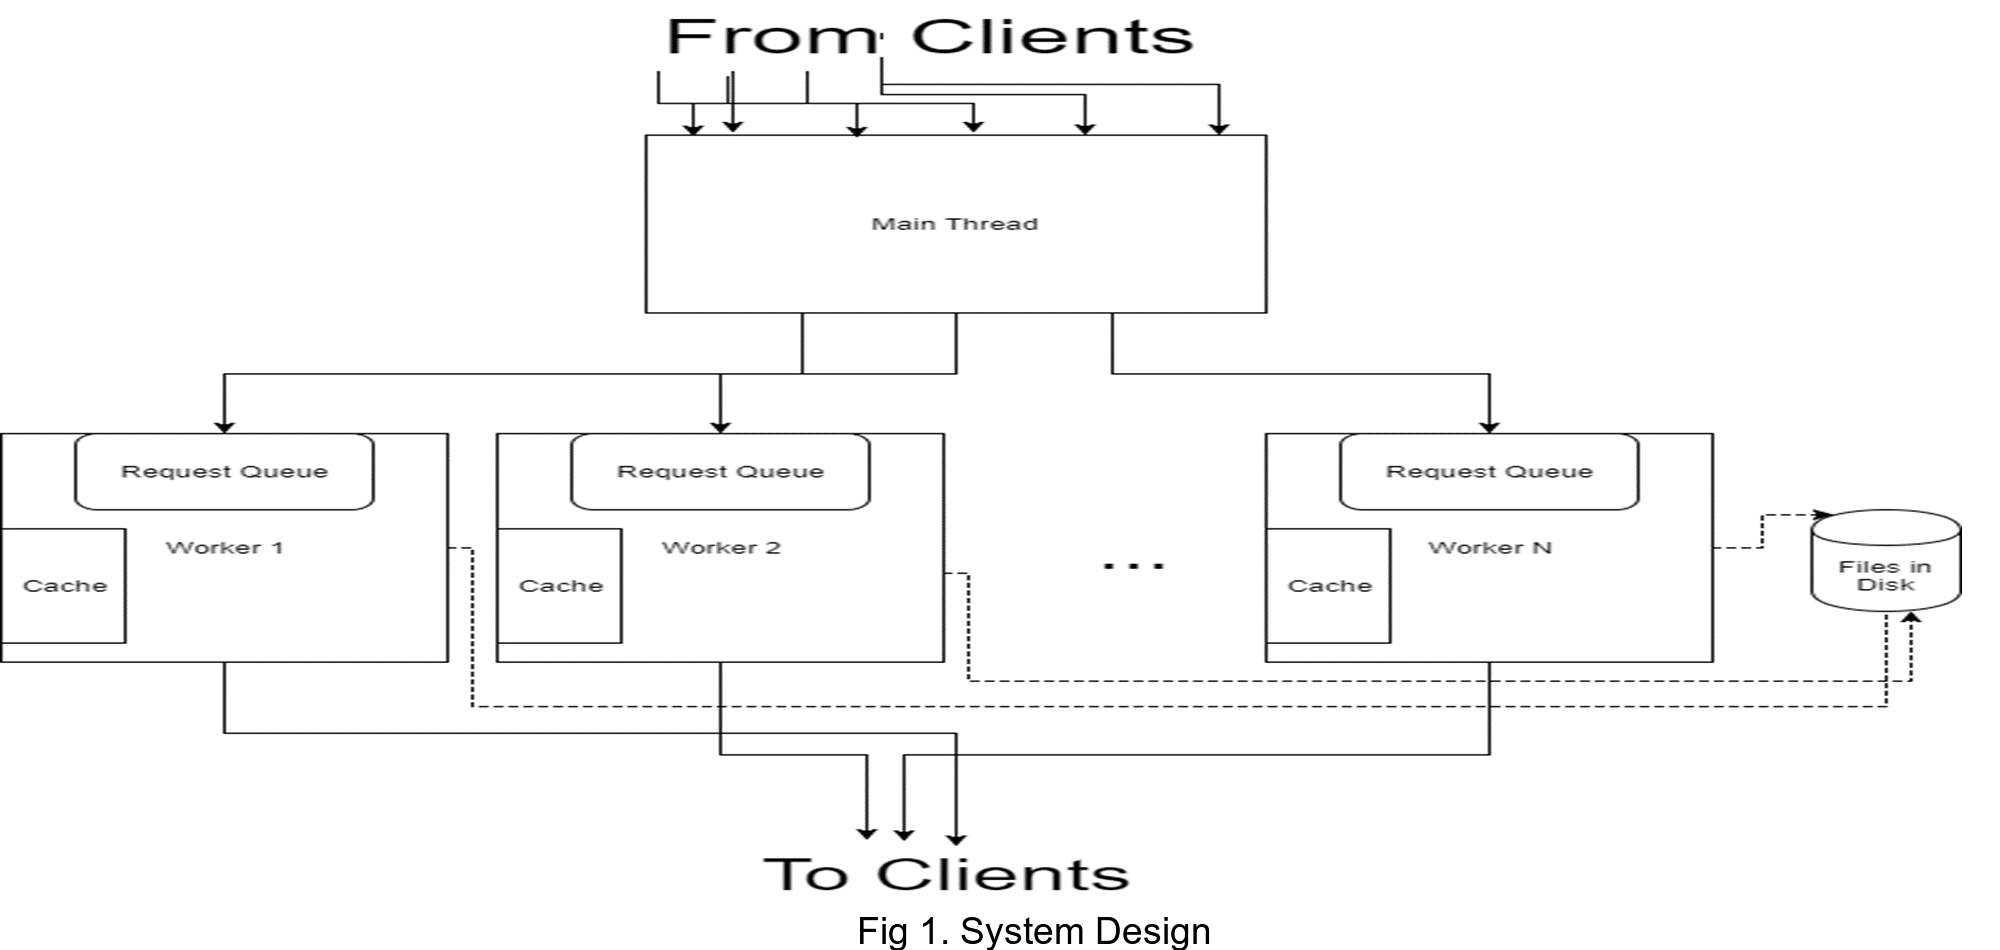 From Clients
Main Thread
Request Queue
Worker 1
Cache
Request Queue
Worker 2
Cache
...
Request Queue
Worker N
Cache
Files in
Disk
To Clients
Fig 1. System Design